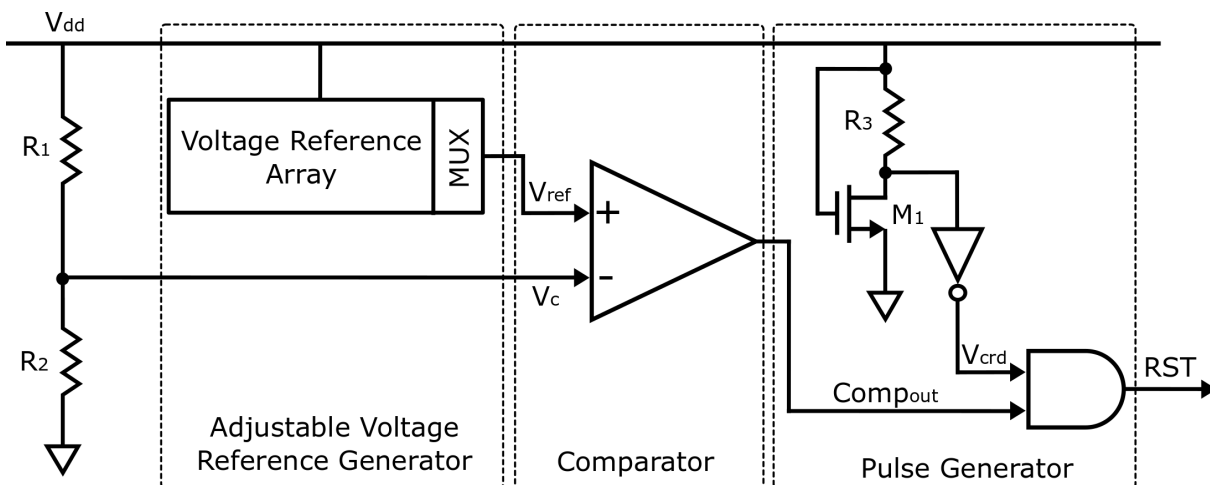 Vdd
R1
R2
Voltage Reference
Array
MUX
Vref
+
-
Vc
Adjustable Voltage
Reference Generator
Comparator
R3
M1
Vcrd
Compout
RST
Pulse Generator